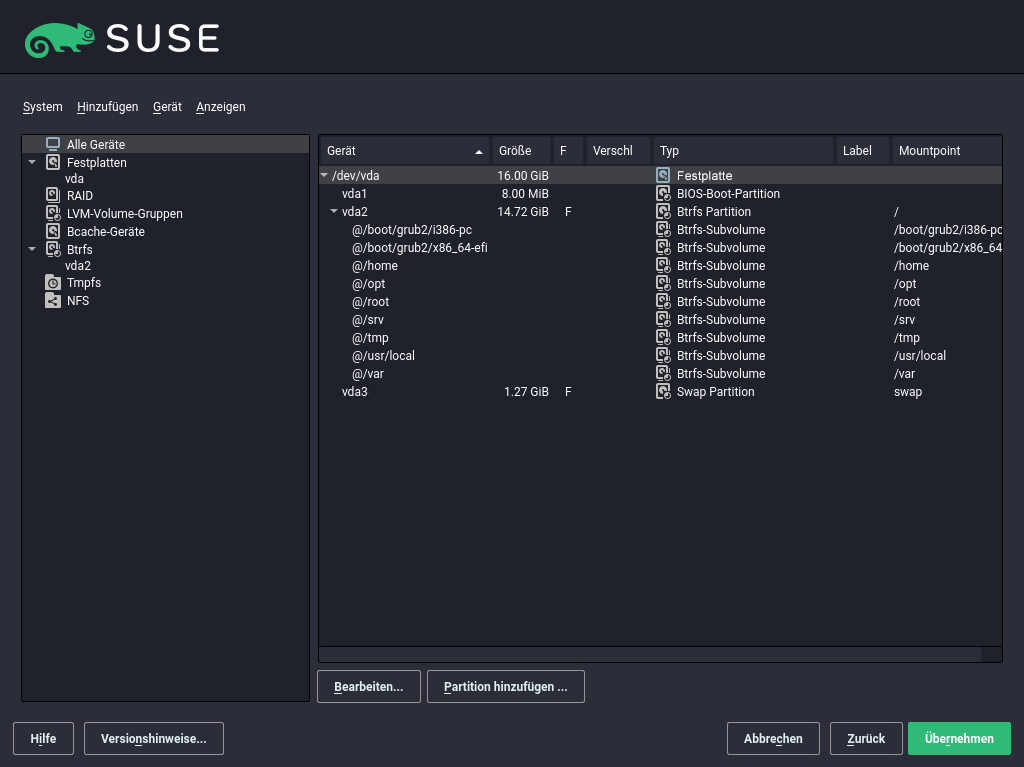 SUSE
System Hinzufügen Gerät Anzeigen
Alle Geräte
Festplatten
vda
RAID
LVM-Volume-Gruppen
Bcache-Geräte
Btrfs
vda2
Tmpfs
NFS
Gerät Größe F Verschl Typ Label Mountpoint
/dev/vda 16.00 GiB Festplatte
vda1 8.00 MiB BIOS-Boot-Partition
vda2 14.72 GiB F Btrfs Partition /
@/boot/grub2/i386-pc Btrfs-Subvolume /boot/grub2/i386-pc
@/boot/grub2/x86_64-efi Btrfs-Subvolume /boot/grub2/x86_64
@/home Btrfs-Subvolume /home
@/opt Btrfs-Subvolume /opt
@/root Btrfs-Subvolume /root
@/srv Btrfs-Subvolume /srv
@/tmp Btrfs-Subvolume /tmp
@/usr/local Btrfs-Subvolume /usr/local
@/var Btrfs-Subvolume /var
vda3 1.27 GiB F Swap Partition swap
Bearbeiten... Partition hinzufügen ...
Hilfe Versionshinweise... Abbrechen Zurück Übernehmen